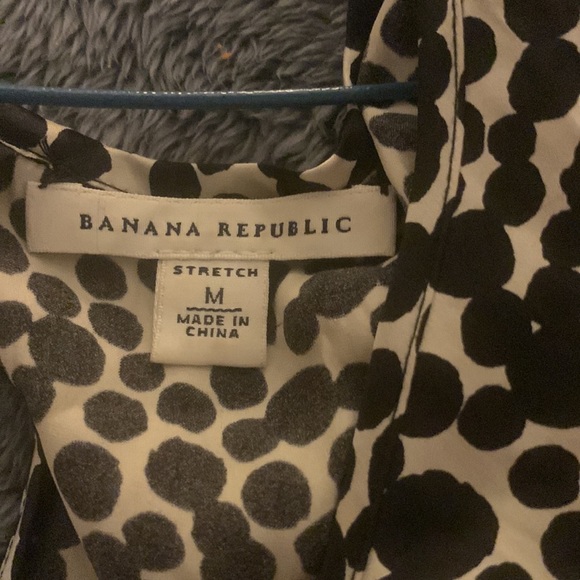 BANANA REPUBLIC
STRETCH
M
MADE IN
CHINA